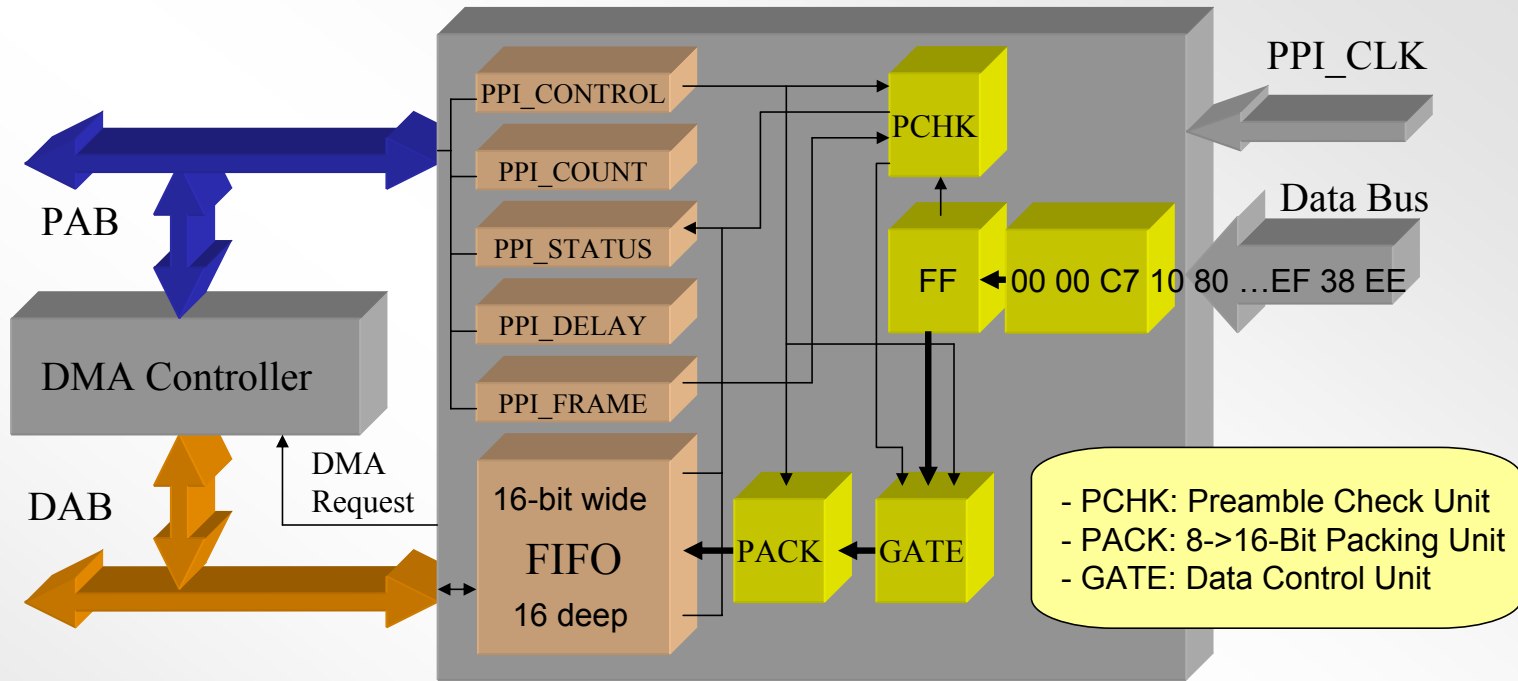 PPI_CONTROL
PPI_COUNT
PPI_STATUS
PPI_DELAY
PPI_FRAME
16-bit wide
FIFO
16 deep
PCHK
FF
00 00 C7 10 80 …EF 38 EE
PACK
GATE
PPI_CLK
Data Bus
PAB
DMA Controller
DMA
Request
DAB
- PCHK: Preamble Check Unit
- PACK: 8->16-Bit Packing Unit
- GATE: Data Control Unit